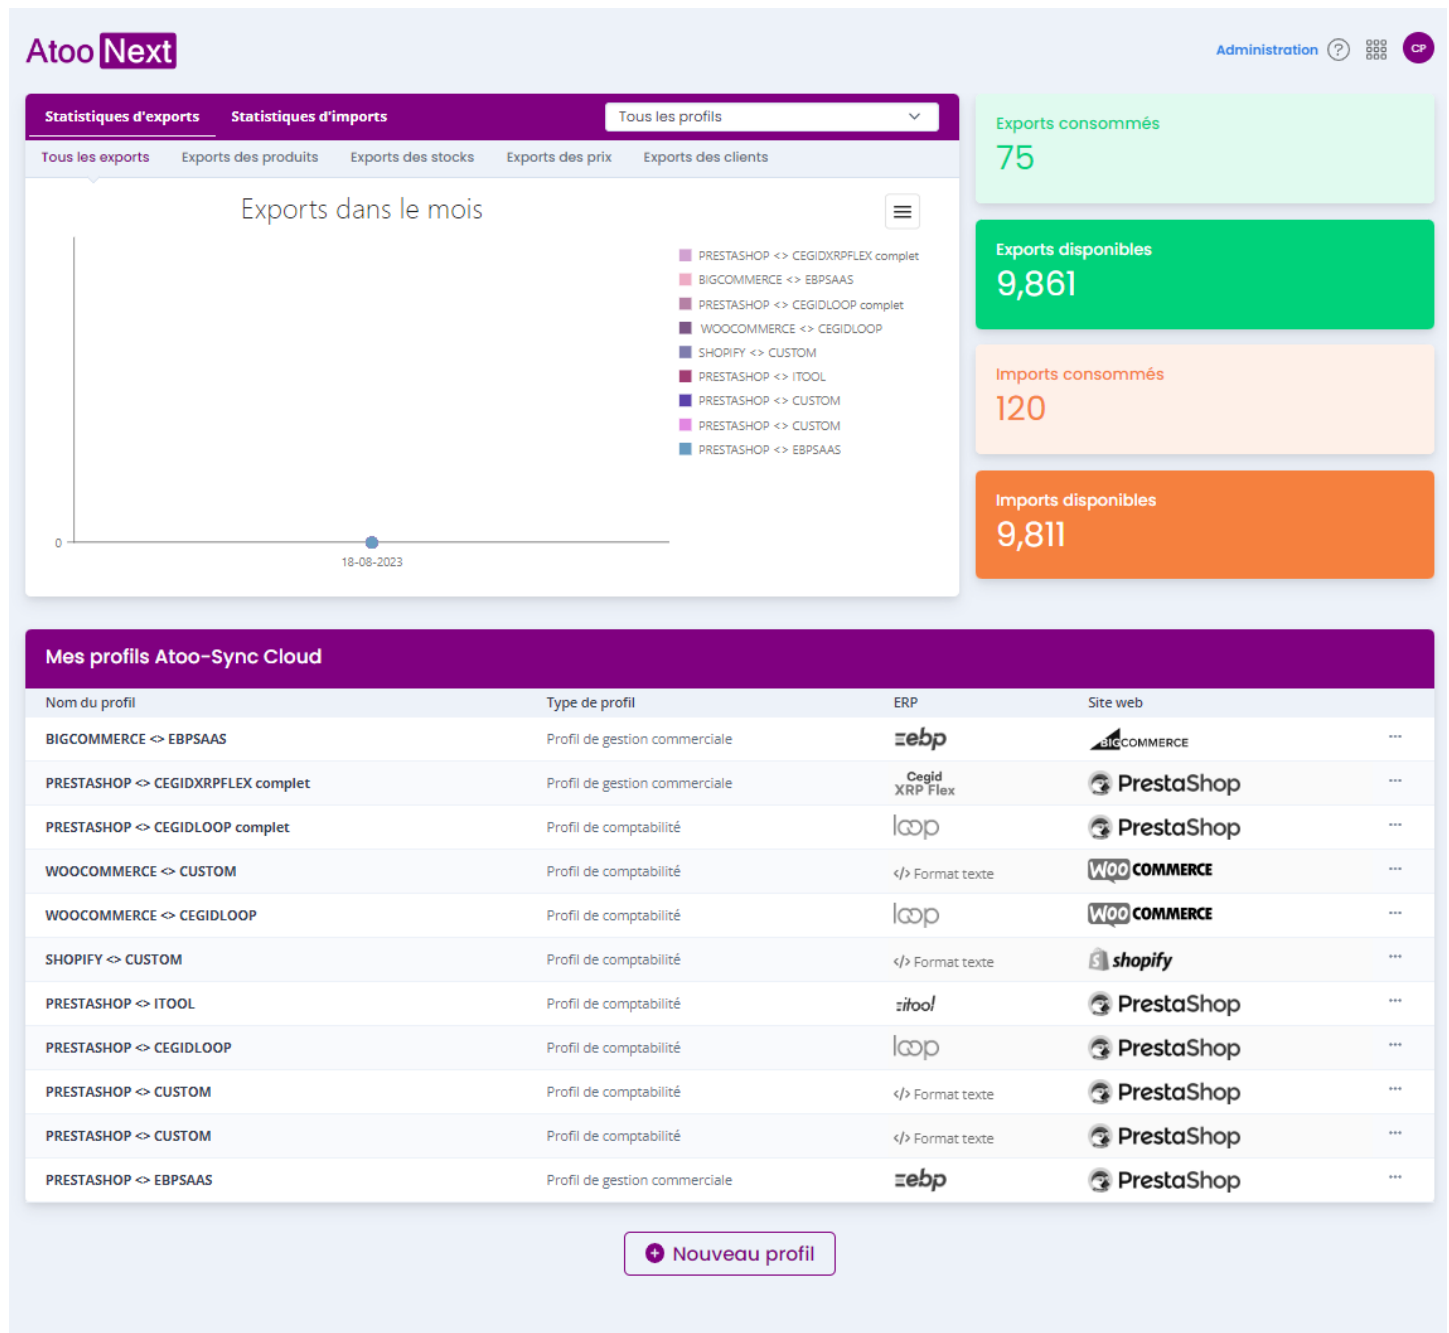 Atoo Next
Administration ? CP
Statistiques d'exports Statistiques d'imports Tous les profils
Tous les exports Exports des produits Exports des stocks Exports des prix Exports des clients
Exports dans le mois
PRESTASHOP <> CEGIDXRPFLEX complet
BIGCOMMERCE <> EBPSAAS
PRESTASHOP <> CEGIDLOOP complet
WOOCOMMERCE <> CEGIDLOOP
SHOPIFY <> CUSTOM
PRESTASHOP <> ITOOL
PRESTASHOP <> CUSTOM
PRESTASHOP <> CUSTOM
PRESTASHOP <> EBPSAAS
0
18-08-2023
Exports consommés
75
Exports disponibles
9,861
Imports consommés
120
Imports disponibles
9,811
Mes profils Atoo-Sync Cloud
Nom du profil Type de profil ERP Site web
BIGCOMMERCE <> EBPSAAS Profil de gestion commerciale ebp BIGCOMMERCE ...
PRESTASHOP <> CEGIDXRPFLEX complet Profil de gestion commerciale Cegid XRP Flex PrestaShop ...
PRESTASHOP <> CEGIDLOOP complet Profil de comptabilité loop PrestaShop ...
WOOCOMMERCE <> CUSTOM Profil de comptabilité </> Format texte WOO COMMERCE ...
WOOCOMMERCE <> CEGIDLOOP Profil de comptabilité loop WOO COMMERCE ...
SHOPIFY <> CUSTOM Profil de comptabilité </> Format texte shopify ...
PRESTASHOP <> ITOOL Profil de comptabilité itool PrestaShop ...
PRESTASHOP <> CEGIDLOOP Profil de comptabilité loop PrestaShop ...
PRESTASHOP <> CUSTOM Profil de comptabilité </> Format texte PrestaShop ...
PRESTASHOP <> CUSTOM Profil de comptabilité </> Format texte PrestaShop ...
PRESTASHOP <> EBPSAAS Profil de gestion commerciale ebp PrestaShop ...
Nouveau profil